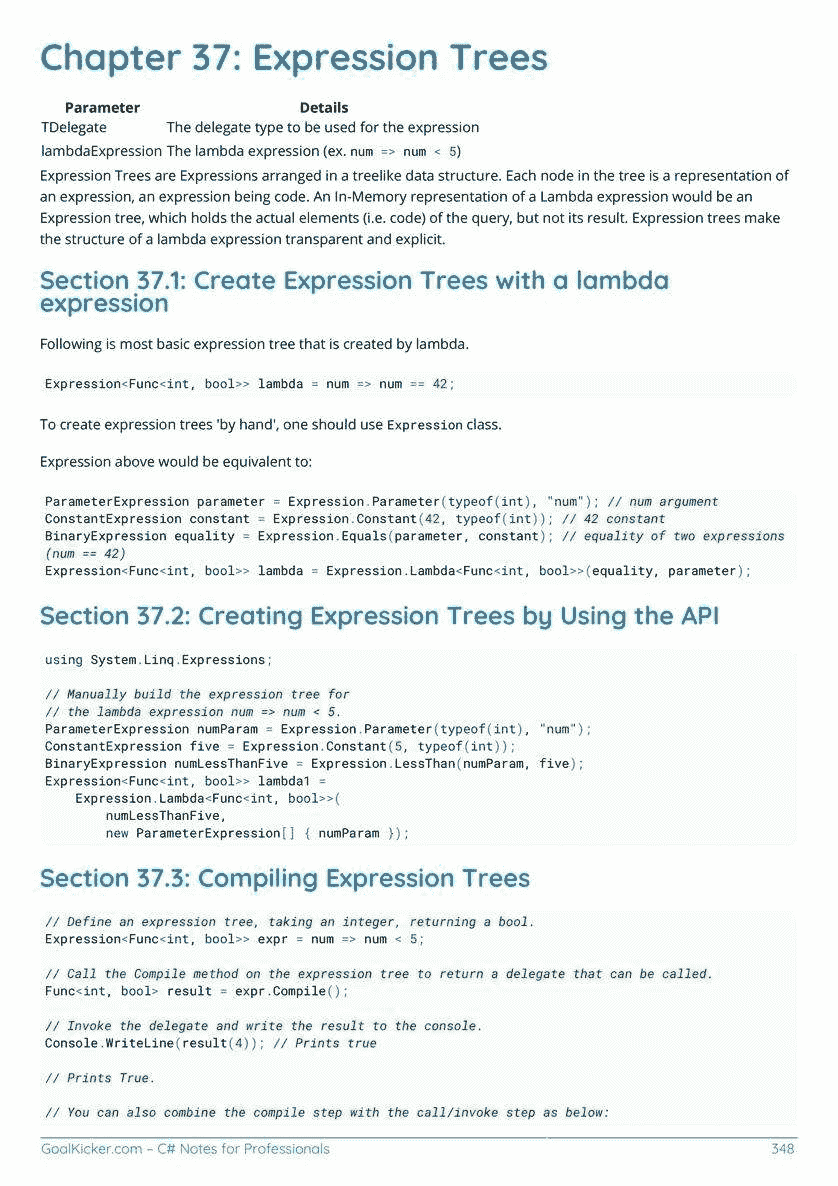 Chapter 37: Expression Trees
Parameter Details
TDelegate The delegate type to be used for the expression
lambdaExpression The lambda expression (ex. num => num < 5)
Expression Trees are Expressions arranged in a treelike data structure. Each node in the tree is a representation of
an expression, an expression being code. An In-Memory representation of a Lambda expression would be an
Expression tree, which holds the actual elements (i.e. code) of the query, but not its result. Expression trees make
the structure of a lambda expression transparent and explicit.
Section 37.1: Create Expression Trees with a lambda
expression
Following is most basic expression tree that is created by lambda.
Expression<Func<int, bool>> lambda = num => num == 42;
To create expression trees 'by hand', one should use Expression class.
Expression above would be equivalent to:
ParameterExpression parameter = Expression.Parameter(typeof(int), "num"); // num argument
ConstantExpression constant = Expression.Constant(42, typeof(int)); // 42 constant
BinaryExpression equality = Expression.Equals(parameter, constant); // equality of two expressions
(num == 42)
Expression<Func<int, bool>> lambda = Expression.Lambda<Func<int, bool>>(equality, parameter);
Section 37.2: Creating Expression Trees by Using the API
using System.Linq.Expressions;
// Manually build the expression tree for
// the lambda expression num => num < 5.
ParameterExpression numParam = Expression.Parameter(typeof(int), "num");
ConstantExpression five = Expression.Constant(5, typeof(int));
BinaryExpression numLessThanFive = Expression.LessThan(numParam, five);
Expression<Func<int, bool>> lambda1 =
    Expression.Lambda<Func<int, bool>>(
        numLessThanFive,
        new ParameterExpression[] { numParam });
Section 37.3: Compiling Expression Trees
// Define an expression tree, taking an integer, returning a bool.
Expression<Func<int, bool>> expr = num => num < 5;
// Call the Compile method on the expression tree to return a delegate that can be called.
Func<int, bool> result = expr.Compile();
// Invoke the delegate and write the result to the console.
Console.WriteLine(result(4)); // Prints true
// Prints True.
// You can also combine the compile step with the call/invoke step as below:
GoalKicker.com – C# Notes for Professionals 348